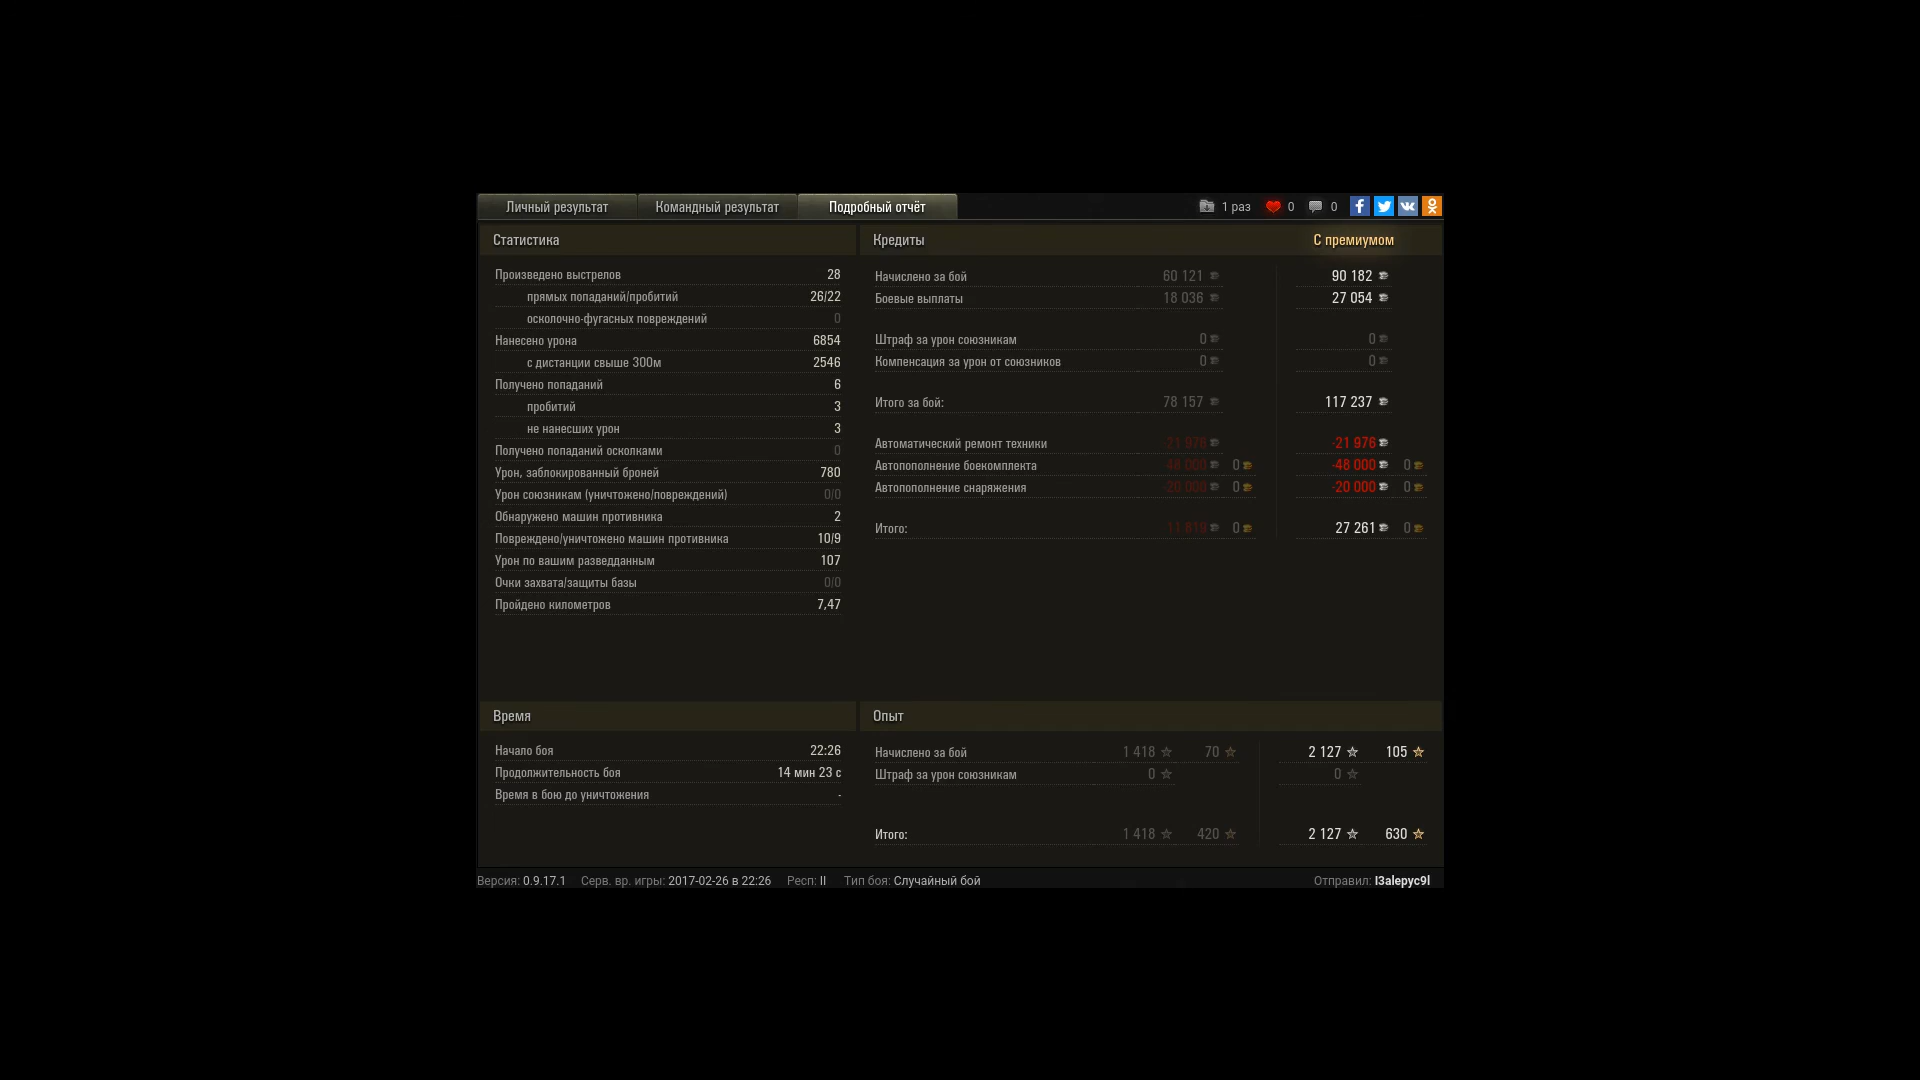 Личный результат Командный результат Подробный отчёт 1 раз 0 0
Статистика
Произведено выстрелов 28
прямых попаданий/пробитий 26/22
осколочно-фугасных повреждений 0
Нанесено урона 6854
с дистанции свыше 300м 2546
Получено попаданий 6
пробитий 3
не нанесших урон 3
Получено попаданий осколками 0
Урон, заблокированный броней 780
Урон союзникам (уничтожено/повреждений) 0/0
Обнаружено машин противника 2
Повреждено/уничтожено машин противника 10/9
Урон по вашим разведданным 107
Очки захвата/защиты базы 0/0
Пройдено километров 7,47
Кредиты С премиумом
Начислено за бой 60 121 90 182
Боевые выплаты 18 036 27 054
Штраф за урон союзникам 0 0
Компенсация за урон от союзников 0 0
Итого за бой: 78 157 117 237
Автоматический ремонт техники -21 976 -21 976
Автопополнение боекомплекта -48 000 0 -48 000 0
Автопополнение снаряжения -20 000 0 -20 000 0
Итого: -11 819 0 27 261 0
Время
Начало боя 22:26
Продолжительность боя 14 мин 23 с
Время в бою до уничтожения -
Опыт
Начислено за бой 1 418 70 2 127 105
Штраф за урон союзникам 0 0
Итого: 1 418 420 2 127 630
Версия: 0.9.17.1 Серв. вр. игры: 2017-02-26 в 22:26 Респ: II Тип боя: Случайный бой Отправил: I3alepyc9l